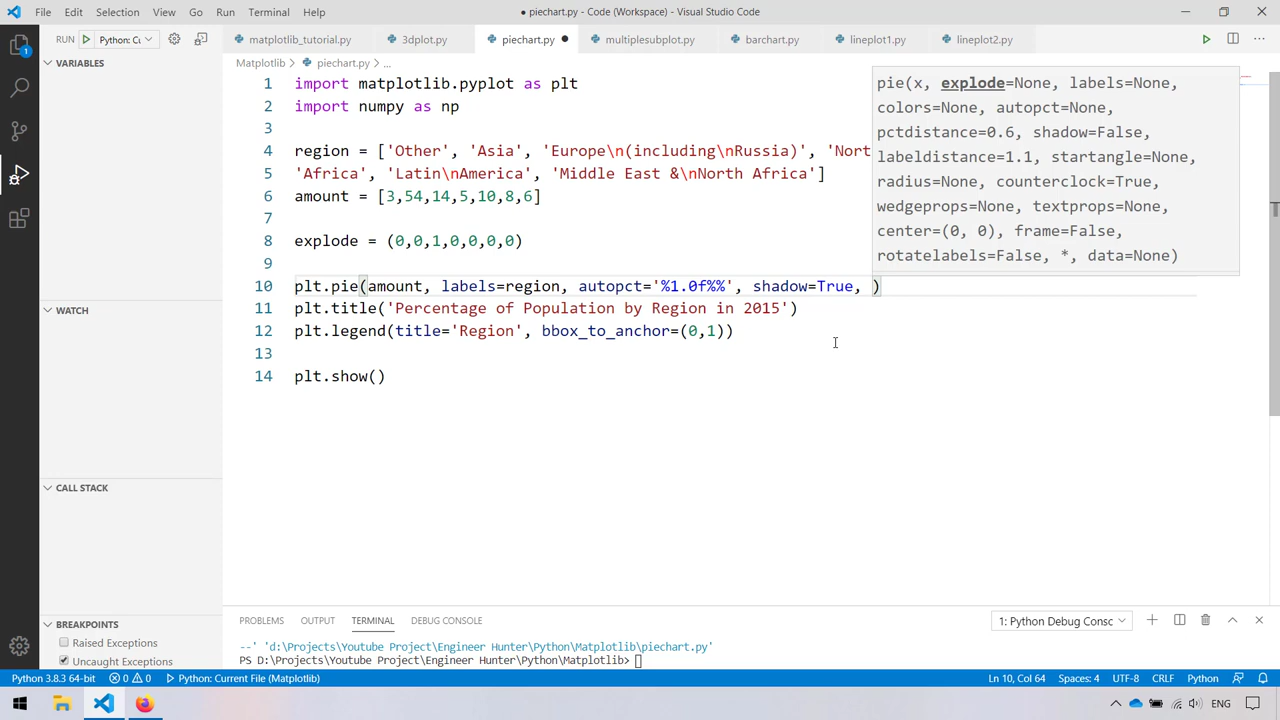 File Edit Selection View Go Run Terminal Help
● piechart.py - Code (Workspace) - Visual Studio Code
RUN Python: Cu
matplotlib_tutorial.py 3dplot.py piechart.py ● multiplesubplot.py barchart.py lineplot1.py lineplot2.py
1
VARIABLES
Matplotlib > piechart.py > ...
1 import matplotlib.pyplot as plt
2 import numpy as np
3
4 region = ['Other', 'Asia', 'Europe\n(including\nRussia)', 'Nort
5 'Africa', 'Latin\nAmerica', 'Middle East &\nNorth Africa']
6 amount = [3,54,14,5,10,8,6]
7
8 explode = (0,0,1,0,0,0,0)
9
10 plt.pie(amount, labels=region, autopct='%1.0f%%', shadow=True, )
11 plt.title('Percentage of Population by Region in 2015')
12 plt.legend(title='Region', bbox_to_anchor=(0,1))
13
14 plt.show()
pie(x, explode=None, labels=None,
colors=None, autopct=None,
pctdistance=0.6, shadow=False,
labeldistance=1.1, startangle=None,
radius=None, counterclock=True,
wedgeprops=None, textprops=None,
center=(0, 0), frame=False,
rotatelabels=False, *, data=None)
WATCH
CALL STACK
BREAKPOINTS
Raised Exceptions
Uncaught Exceptions
PROBLEMS OUTPUT TERMINAL DEBUG CONSOLE
1: Python Debug Consc
--' 'd:\Projects\Youtube Project\Engineer Hunter\Python\Matplotlib\piechart.py'
PS D:\Projects\Youtube Project\Engineer Hunter\Python\Matplotlib>
Python 3.8.3 64-bit 0 0 Python: Current File (Matplotlib)
Ln 10, Col 64 Spaces: 4 UTF-8 CRLF Python
ENG